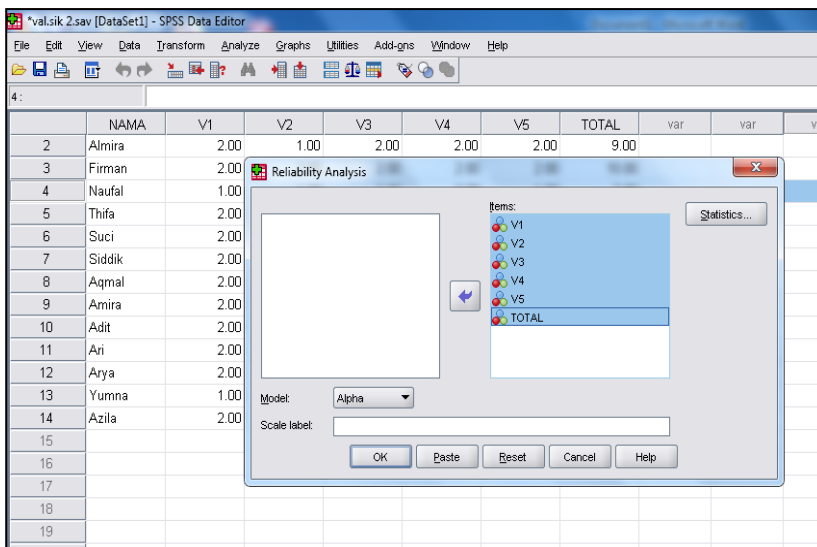 *val.sik 2.sav [DataSet1] - SPSS Data Editor
File Edit View Data Transform Analyze Graphs Utilities Add-ons Window Help
4 :
NAMA V1 V2 V3 V4 V5 TOTAL var var v
2 Almira 2.00 1.00 2.00 2.00 2.00 9.00
3 Firman 2.00
4 Naufal 1.00
5 Thifa 2.00
6 Suci 2.00
7 Siddik 2.00
8 Aqmal 2.00
9 Amira 2.00
10 Adit 2.00
11 Ari 2.00
12 Arya 2.00
13 Yumna 1.00
14 Azila 2.00
15
16
17
18
19
Reliability Analysis
Items:
V1
V2
V3
V4
V5
TOTAL
Statistics...
Model: Alpha
Scale label:
OK Paste Reset Cancel Help